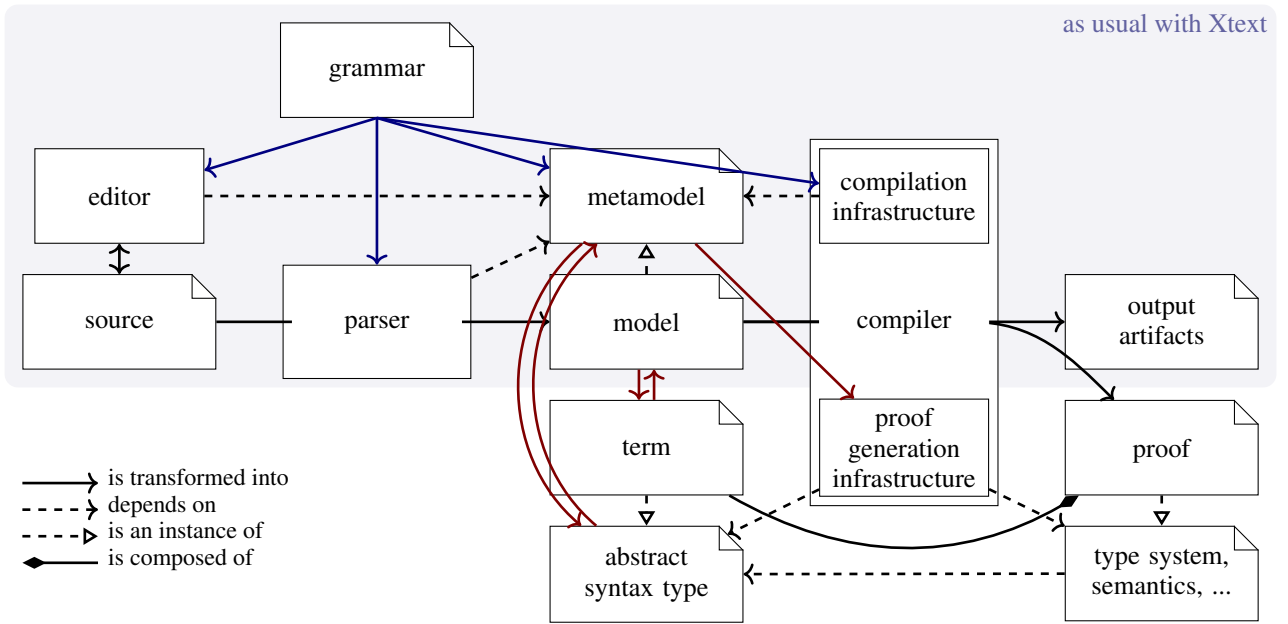 as usual with Xtext
grammar
editor
metamodel
compilation
infrastructure
source
parser
model
compiler
output
artifacts
term
proof
generation
infrastructure
proof
is transformed into
depends on
is an instance of
is composed of
abstract
syntax type
type system,
semantics, ...